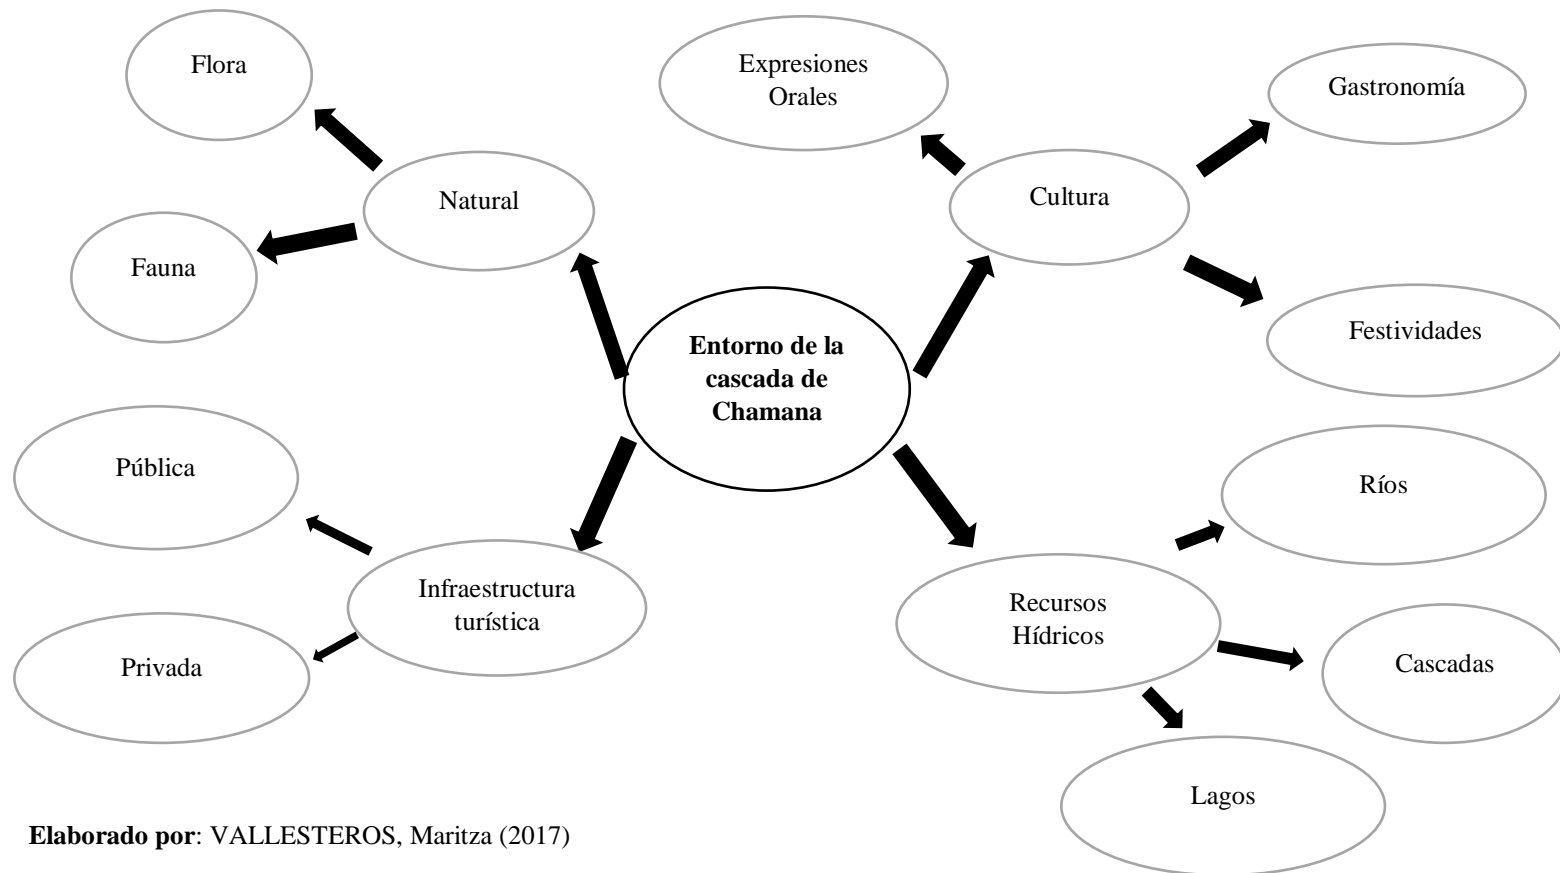 Flora
Expresiones
Orales
Gastronomía
Natural
Cultura
Fauna
Festividades
Entorno de la
cascada de
Chamana
Pública
Ríos
Infraestructura
turística
Recursos
Hídricos
Privada
Cascadas
Lagos
Elaborado por: VALLESTEROS, Maritza (2017)